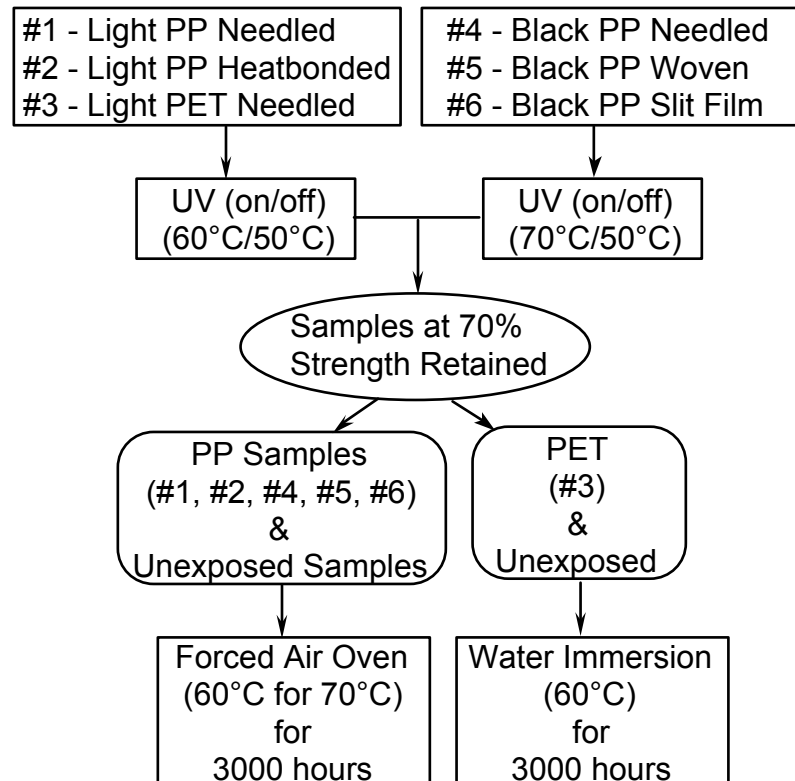 #1 - Light PP Needled
#2 - Light PP Heatbonded
#3 - Light PET Needled
#4 - Black PP Needled
#5 - Black PP Woven
#6 - Black PP Slit Film
UV (on/off)
(60°C/50°C)
UV (on/off)
(70°C/50°C)
Samples at 70%
Strength Retained
PP Samples
(#1, #2, #4, #5, #6)
&
Unexposed Samples
PET
(#3)
&
Unexposed
Forced Air Oven
(60°C for 70°C)
for
3000 hours
Water Immersion
(60°C)
for
3000 hours